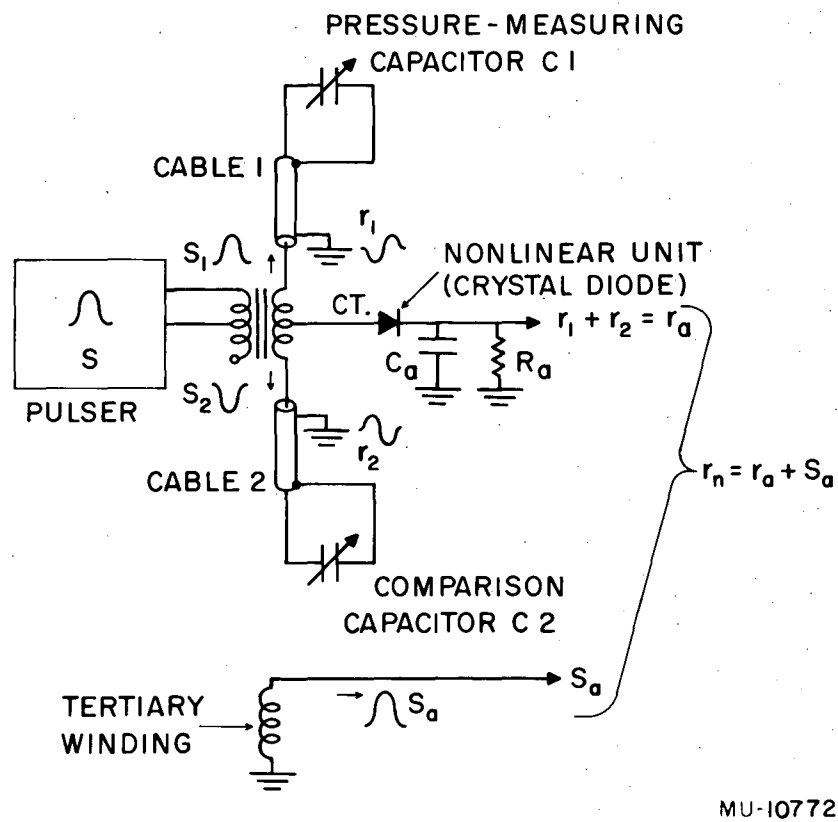 PRESSURE-MEASURING
CAPACITOR C1
CABLE 1
r₁
S₁
NONLINEAR UNIT
(CRYSTAL DIODE)
CT.
r₁ + r₂ = rₐ
Cₐ
Rₐ
S
PULSER
S₂
r₂
CABLE 2
rₙ = rₐ + Sₐ
COMPARISON
CAPACITOR C2
Sₐ
TERTIARY
WINDING
Sₐ
MU-10772